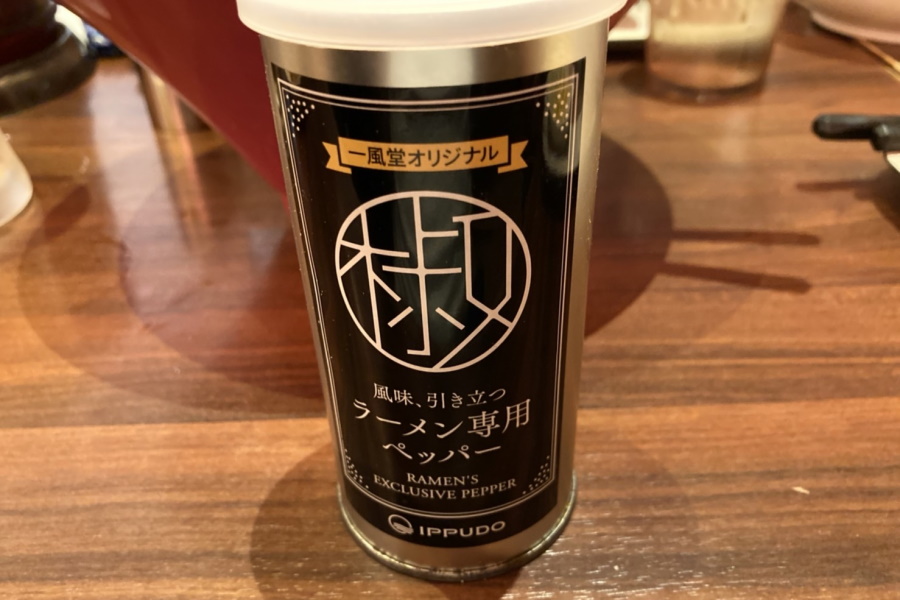 一風堂オリジナル
椒
風味、引き立つ
ラーメン専用
ペッパー
RAMEN'S
EXCLUSIVE PEPPER
IPPUDO